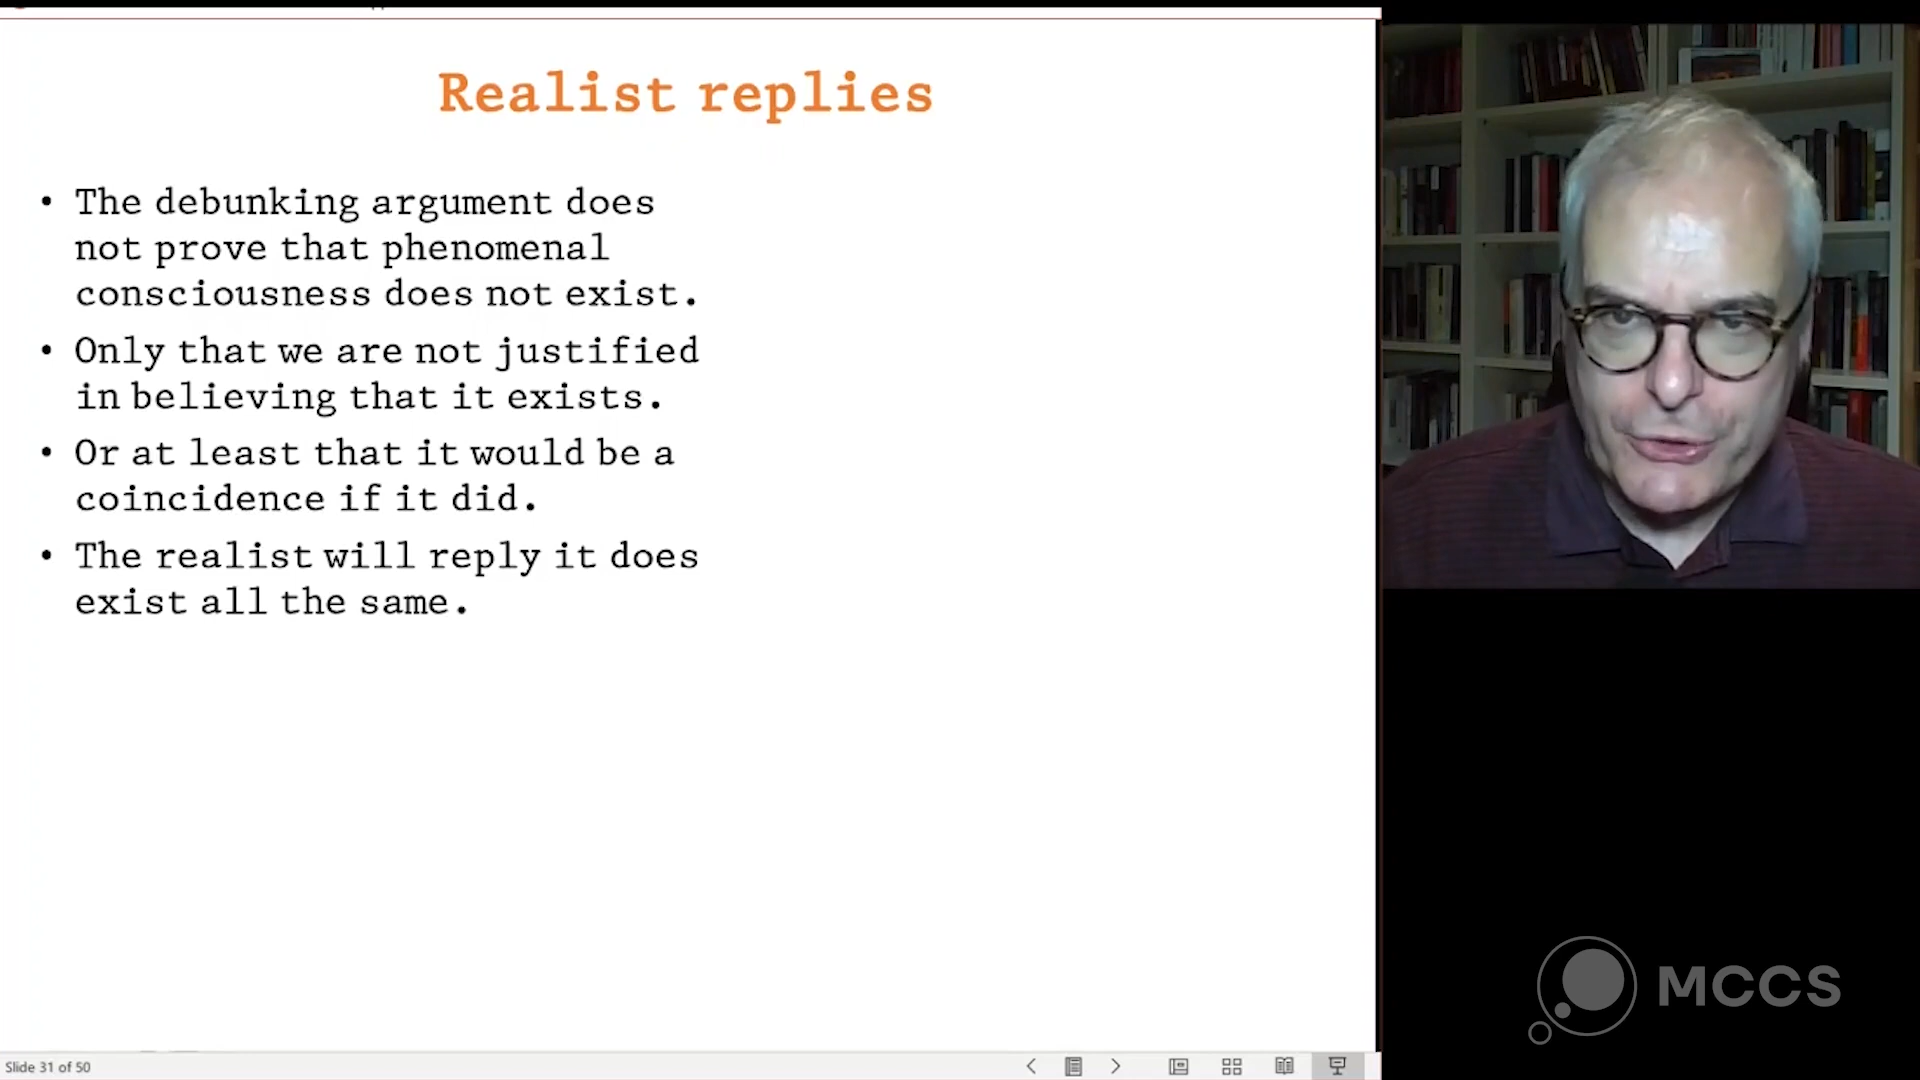 Realist replies
• The debunking argument does
not prove that phenomenal
consciousness does not exist.
• Only that we are not justified
in believing that it exists.
• Or at least that it would be a
coincidence if it did.
• The realist will reply it does
exist all the same.
Slide 31 of 50
MCCS